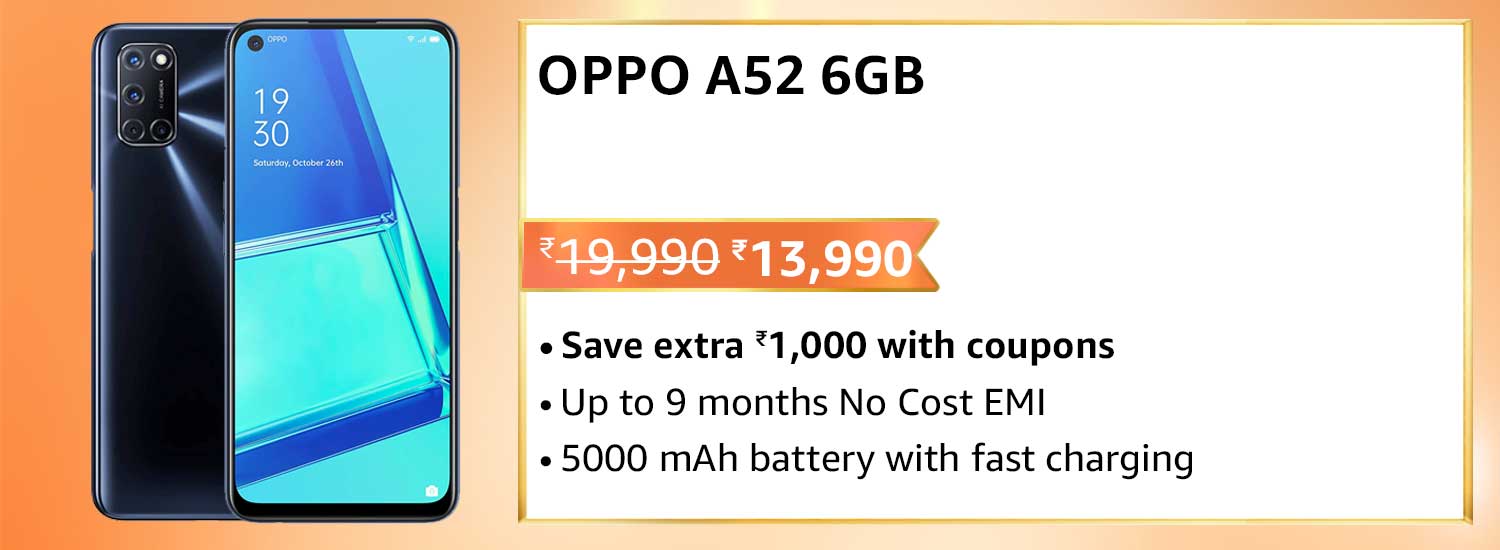 OPPO
19
30
Saturday, October 26th
AI CAMERA
OPPO A52 6GB
₹19,990 ₹13,990
• Save extra ₹1,000 with coupons
• Up to 9 months No Cost EMI
• 5000 mAh battery with fast charging